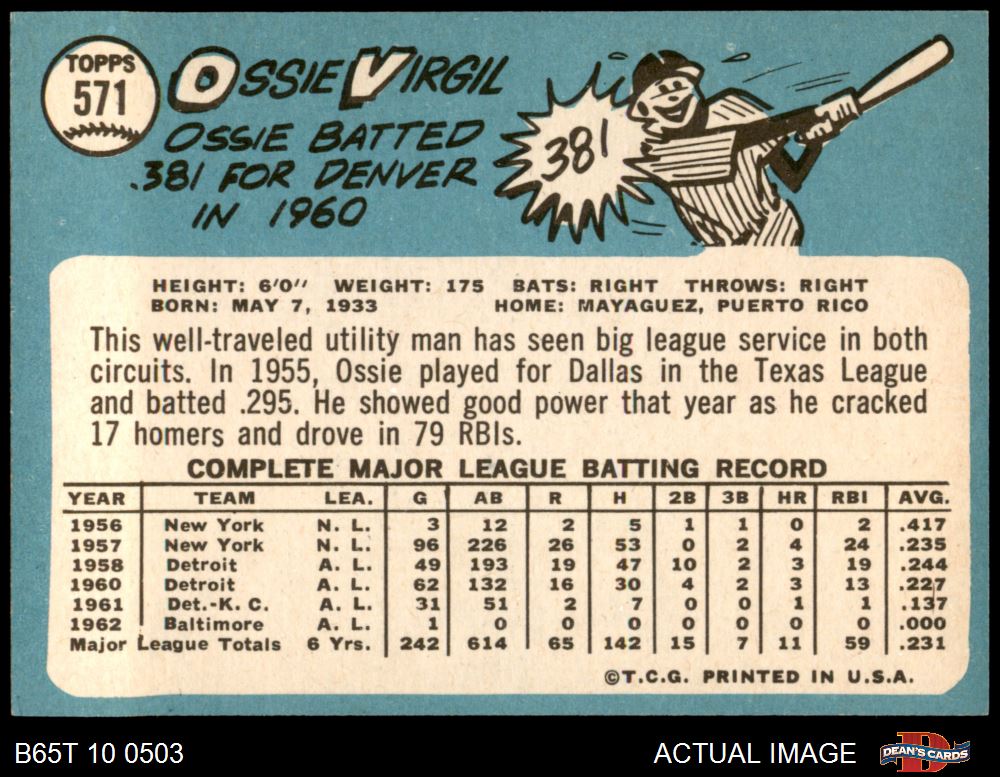 TOPPS
571
OSSIE VIRGIL
OSSIE BATTED
.381 FOR DENVER
IN 1960
381
HEIGHT: 6'0" WEIGHT: 175 BATS: RIGHT THROWS: RIGHT
BORN: MAY 7, 1933 HOME: MAYAGUEZ, PUERTO RICO
This well-traveled utility man has seen big league service in both
circuits. In 1955, Ossie played for Dallas in the Texas League
and batted .295. He showed good power that year as he cracked
17 homers and drove in 79 RBIs.
COMPLETE MAJOR LEAGUE BATTING RECORD
YEAR TEAM LEA. G AB R H 2B 3B HR RBI AVG.
1956 New York N. L. 3 12 2 5 1 1 0 2 .417
1957 New York N. L. 96 226 26 53 0 2 4 24 .235
1958 Detroit A. L. 49 193 19 47 10 2 3 19 .244
1960 Detroit A. L. 62 132 16 30 4 2 3 13 .227
1961 Det.-K. C. A. L. 31 51 2 7 0 0 1 1 .137
1962 Baltimore A. L. 1 0 0 0 0 0 0 0 .000
Major League Totals 6 Yrs. 242 614 65 142 15 7 11 59 .231
©T.C.G. PRINTED IN U.S.A.
B65T 10 0503
ACTUAL IMAGE
DEAN'S CARDS